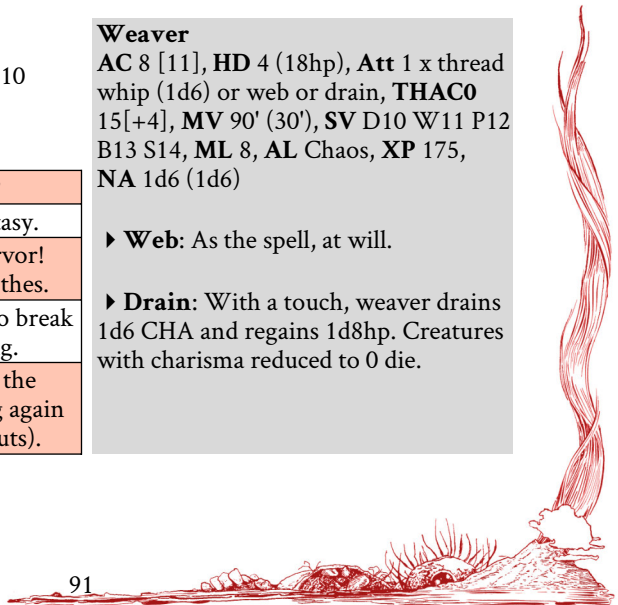 10
asy.
vor!
thes.
o break
g.
the
g again
uts).
Weaver
AC 8 [11], HD 4 (18hp), Att 1 x thread
whip (1d6) or web or drain, THAC0
15[+4], MV 90' (30'), SV D10 W11 P12
B13 S14, ML 8, AL Chaos, XP 175,
NA 1d6 (1d6)
▶ Web: As the spell, at will.
▶ Drain: With a touch, weaver drains
1d6 CHA and regains 1d8hp. Creatures
with charisma reduced to 0 die.
91